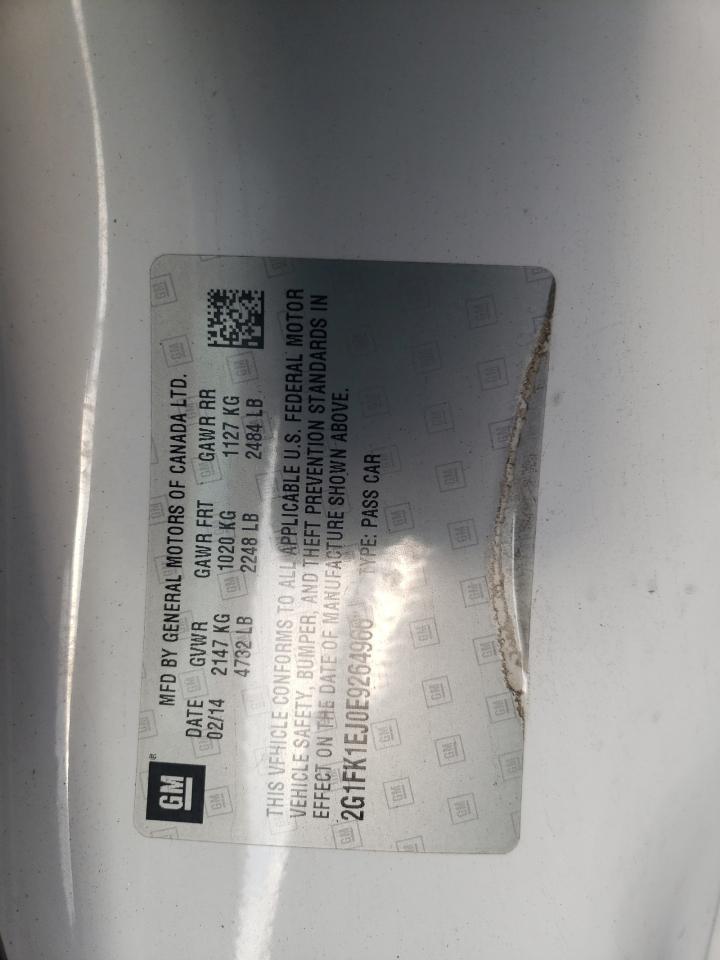 GM
MFD BY GENERAL MOTORS OF CANADA LTD.
DATE GVWR GAWR FRT GAWR RR
02/14 2147 KG 1020 KG 1127 KG
4732 LB 2248 LB 2484 LB
THIS VEHICLE CONFORMS TO ALL APPLICABLE U.S. FEDERAL MOTOR
VEHICLE SAFETY, BUMPER, AND THEFT PREVENTION STANDARDS IN
EFFECT ON THE DATE OF MANUFACTURE SHOWN ABOVE.
2G1FK1EJ0E9264966 TYPE: PASS CAR